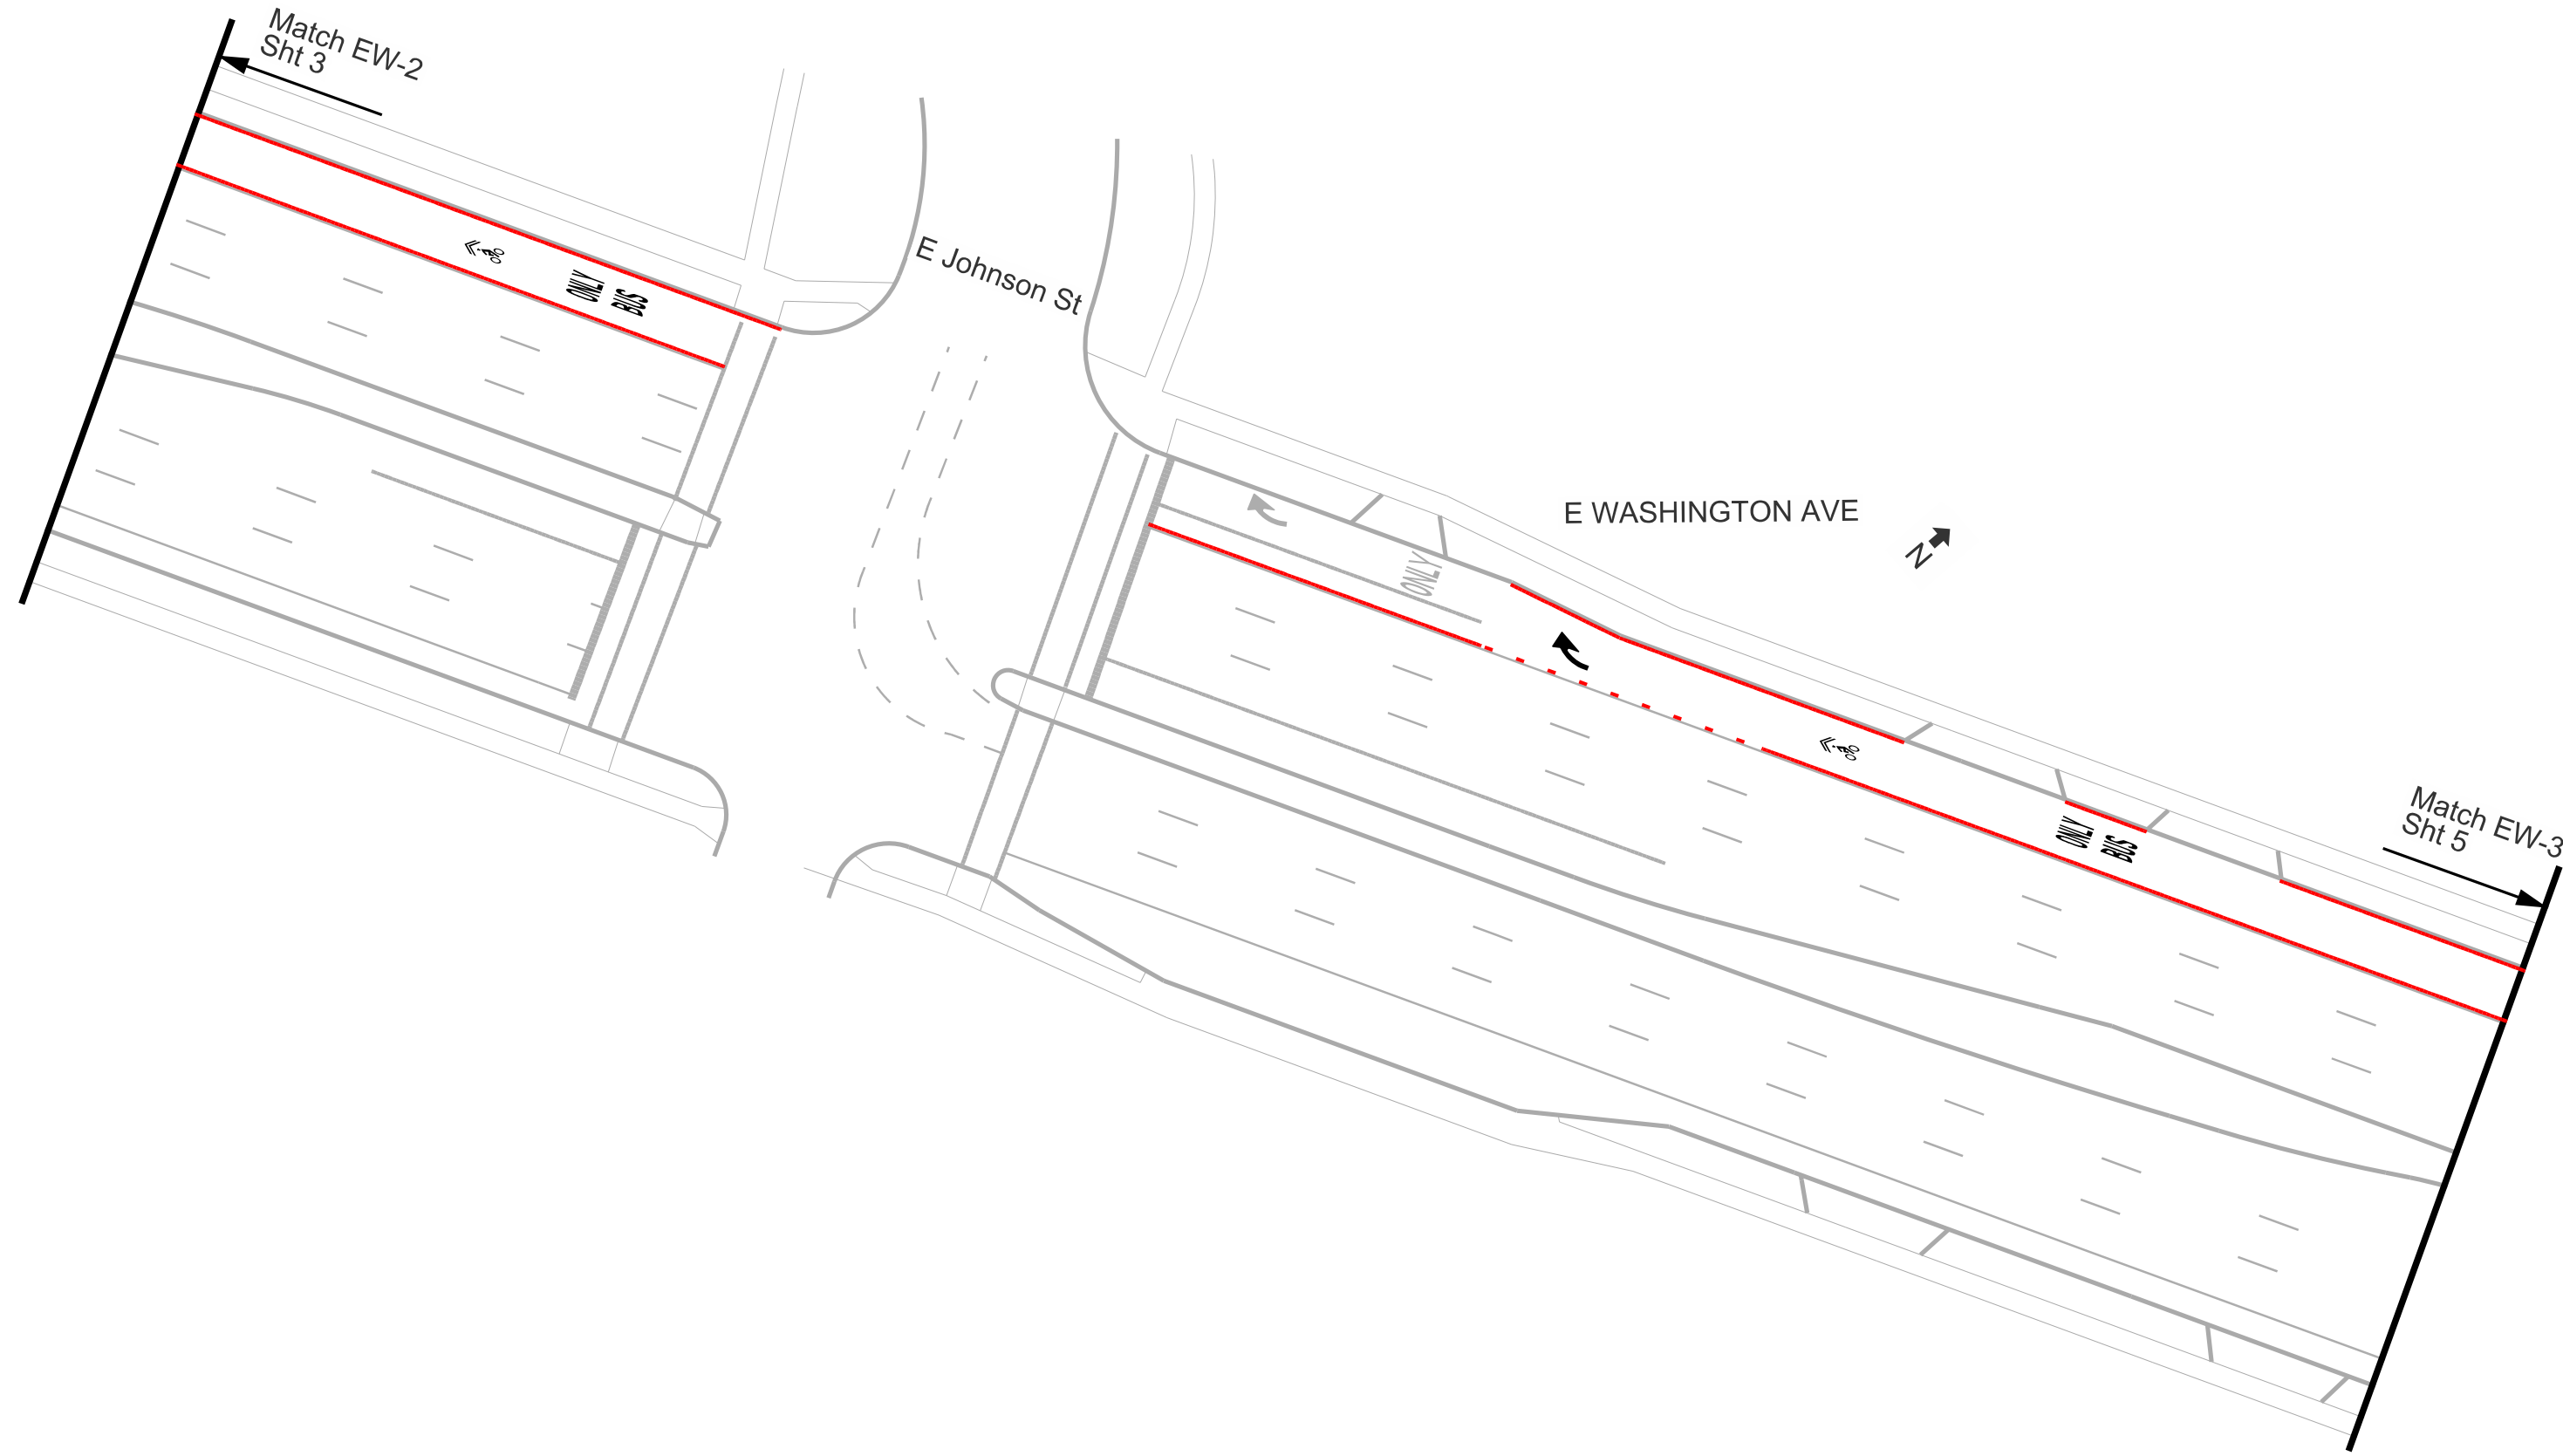 Match EW-2
Sht 3
ONLY
BUS
E Johnson St
E WASHINGTON AVE
N
ONLY
ONLY
BUS
Match EW-3
Sht 5